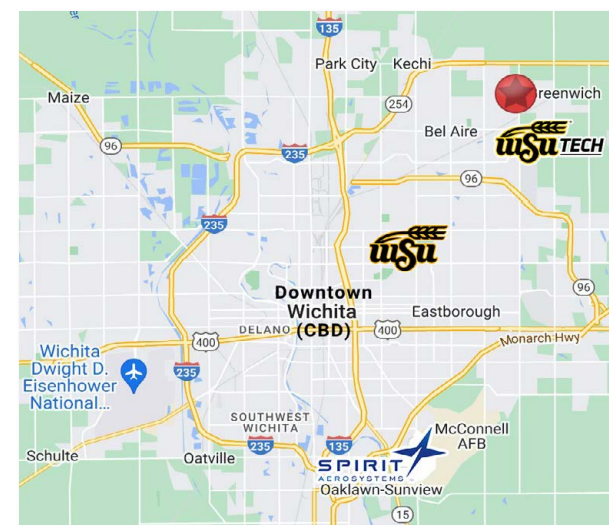 135
Park City
Kechi
Maize
254
reenwich
Bel Aire
WSU TECH
96
235
96
235
WSU
96
Downtown
Wichita
(CBD)
Eastborough
DELANO
400
400
Monarch Hwy
Wichita
Dwight D.
Eisenhower
National...
235
SOUTHWEST
WICHITA
McConnell
AFB
235
135
Schulte
Oatville
SPIRIT
AEROSYSTEMS
Oaklawn-Sunview
15